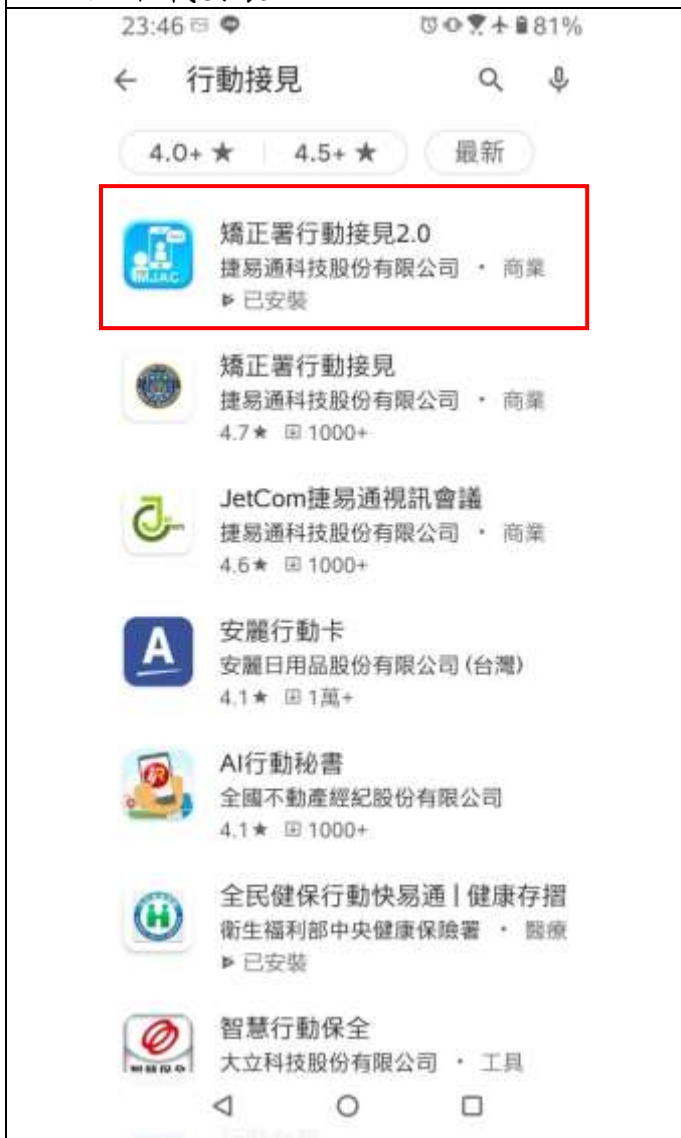 23:46 81%
行動接見
4.0+ ★ 4.5+ ★ 最新
矯正署行動接見2.0
捷易通科技股份有限公司 · 商業
已安裝
MJAC
矯正署行動接見
捷易通科技股份有限公司 · 商業
4.7★ 1000+
JetCom捷易通視訊會議
捷易通科技股份有限公司 · 商業
4.6★ 1000+
安麗行動卡
安麗日用品股份有限公司 (台灣)
4.1★ 1萬+
A
AI行動秘書
全國不動產經紀股份有限公司
4.1★ 1000+
全民健保行動快易通 | 健康存摺
衛生福利部中央健康保險署 · 醫療
已安裝
智慧行動保全
大立科技股份有限公司 · 工具